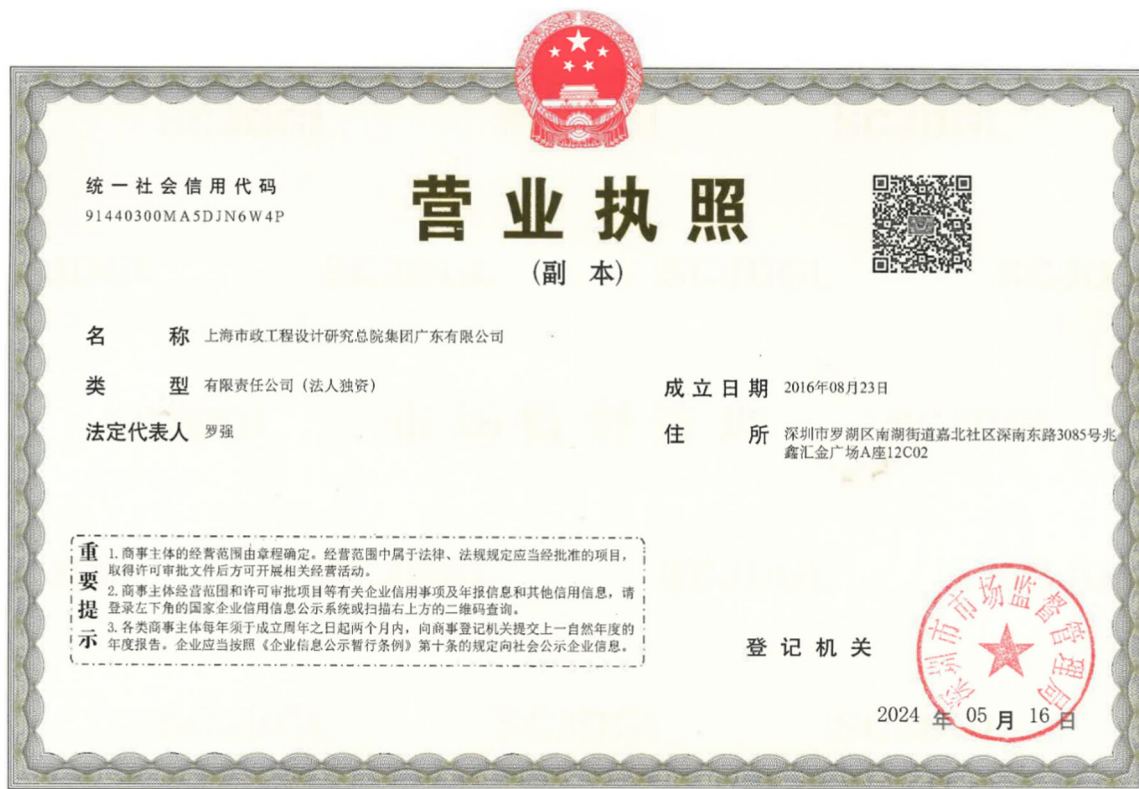 统一社会信用代码
91440300MA5DJN6W4P
营业执照
(副 本)
名 称 上海市政工程设计研究总院集团广东有限公司
类 型 有限责任公司（法人独资）
法定代表人 罗强
成立日期 2016年08月23日
住 所 深圳市罗湖区南湖街道嘉北社区深南东路3085号兆
鑫汇金广场A座12C02
重要提示
1.商事主体的经营范围由章程确定。经营范围中属于法律、法规规定应当经批准的项目，
取得许可审批文件后方可开展相关经营活动。
2.商事主体经营范围和许可审批项目等有关企业信用事项及年报信息和其他信用信息，请
登录左下角的国家企业信用信息公示系统或扫描右上方的二维码查询。
3.各类商事主体每年须于成立周年之日起两个月内，向商事登记机关提交上一自然年度的
年度报告。企业应当按照《企业信息公示暂行条例》第十条的规定向社会公示企业信息。
登记机关
深圳市市场监督管理局
2024 年 05 月 16 日